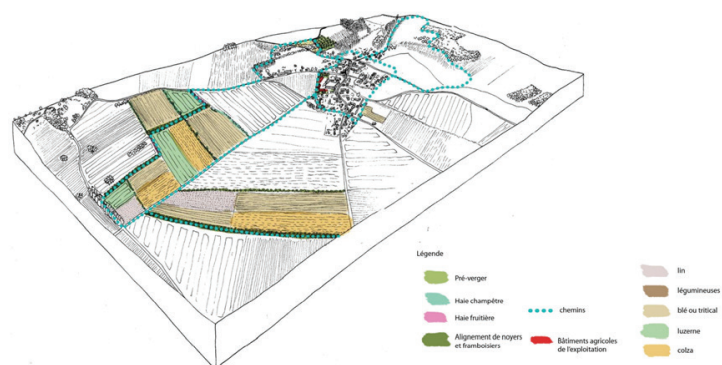 Légende
Pré-verger
Haie champêtre
Haie fruitière
Alignement de noyers
et framboisiers
chemins
Bâtiments agricoles
de l'exploitation
lin
légumineuses
blé ou tritical
luzerne
colza